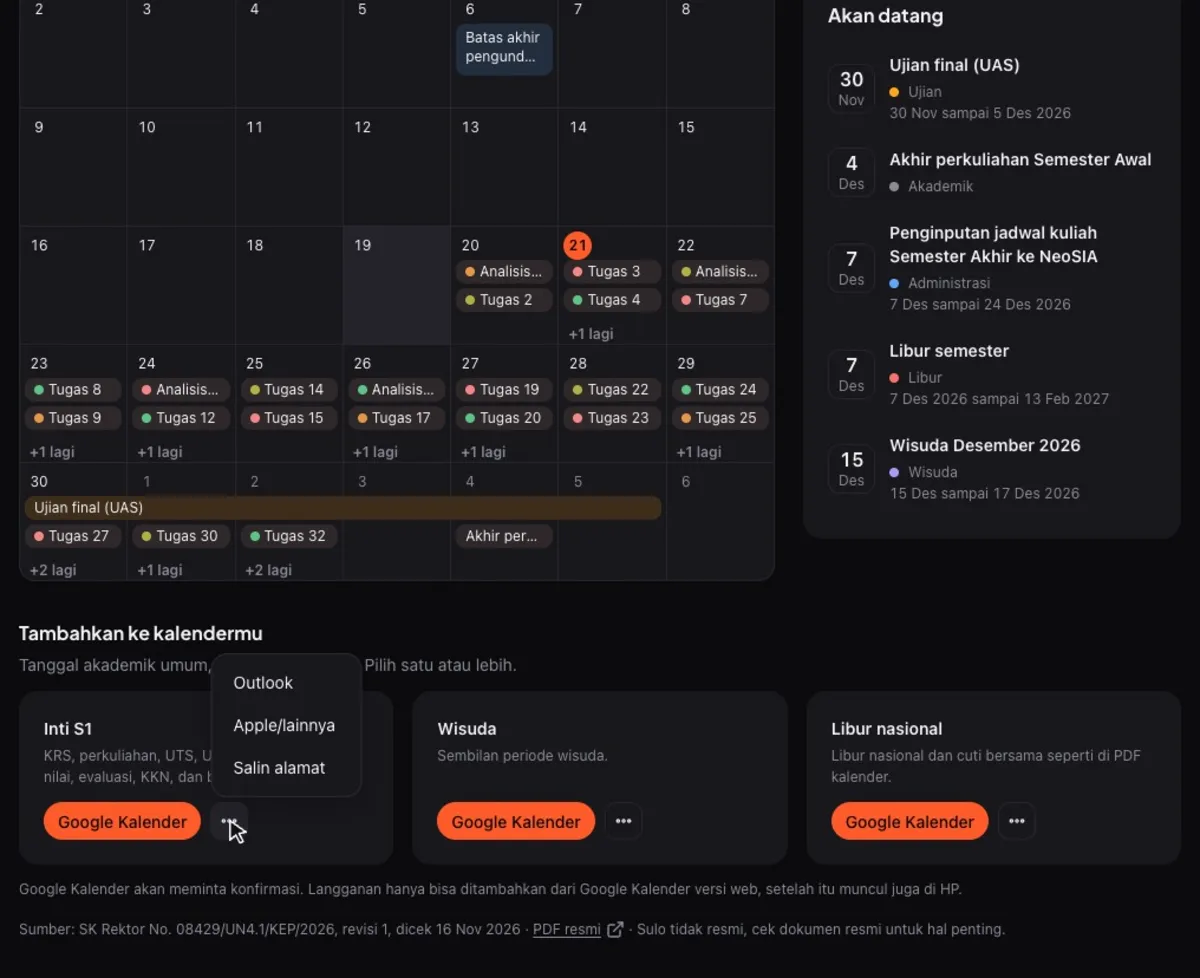 2 3 4 5 6 7 8
Batas akhir
pengund...
9 10 11 12 13 14 15
16 17 18 19 20 21 22
Analisis... Tugas 3 Analisis...
Tugas 2 Tugas 4 Tugas 7
+1 lagi
23 24 25 26 27 28 29
Tugas 8 Analisis... Tugas 14 Analisis... Tugas 19 Tugas 22 Tugas 24
Tugas 9 Tugas 12 Tugas 15 Tugas 17 Tugas 20 Tugas 23 Tugas 25
+1 lagi +1 lagi +1 lagi +1 lagi +1 lagi
30 1 2 3 4 5 6
Ujian final (UAS)
Tugas 27 Tugas 30 Tugas 32 Akhir per...
+2 lagi +1 lagi +2 lagi
Akan datang
30 Nov
Ujian final (UAS)
Ujian
30 Nov sampai 5 Des 2026
4 Des
Akhir perkuliahan Semester Awal
Akademik
7 Des
Penginputan jadwal kuliah
Semester Akhir ke NeoSIA
Administrasi
7 Des sampai 24 Des 2026
7 Des
Libur semester
Libur
7 Des 2026 sampai 13 Feb 2027
15 Des
Wisuda Desember 2026
Wisuda
15 Des sampai 17 Des 2026
Tambahkan ke kalendermu
Tanggal akademik umum, Pilih satu atau lebih.
Outlook
Apple/lainnya
Salin alamat
Inti S1
KRS, perkuliahan, UTS, U
nilai, evaluasi, KKN, dan b
Google Kalender
Wisuda
Sembilan periode wisuda.
Google Kalender
Libur nasional
Libur nasional dan cuti bersama seperti di PDF
kalender.
Google Kalender
Google Kalender akan meminta konfirmasi. Langganan hanya bisa ditambahkan dari Google Kalender versi web, setelah itu muncul juga di HP.
Sumber: SK Rektor No. 08429/UN4.1/KEP/2026, revisi 1, dicek 16 Nov 2026 · PDF resmi · Sulo tidak resmi, cek dokumen resmi untuk hal penting.